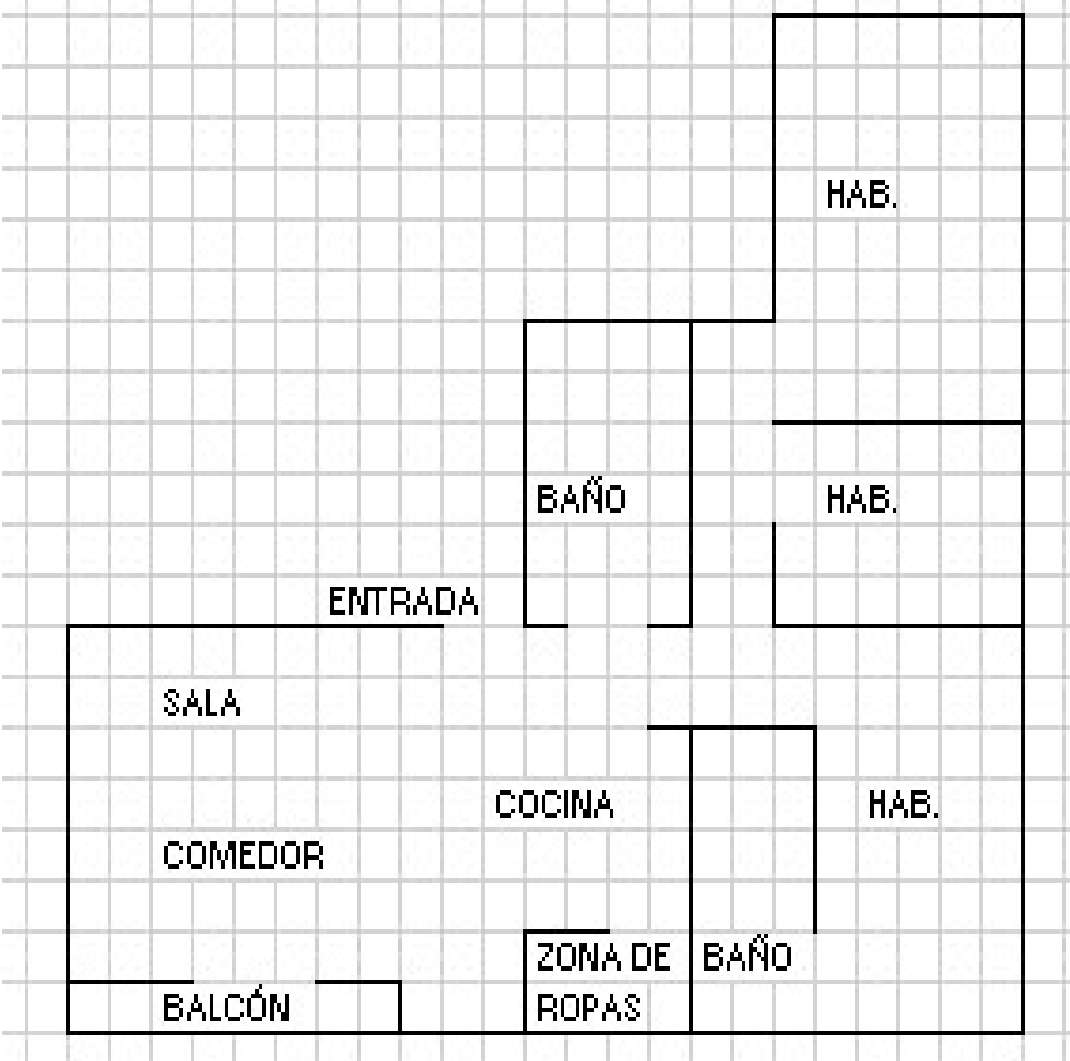 HAB.
BAÑO
HAB.
ENTRADA
SALA
COCINA
HAB.
COMEDOR
ZONA DE
ROPAS
BAÑO
BALCÓN